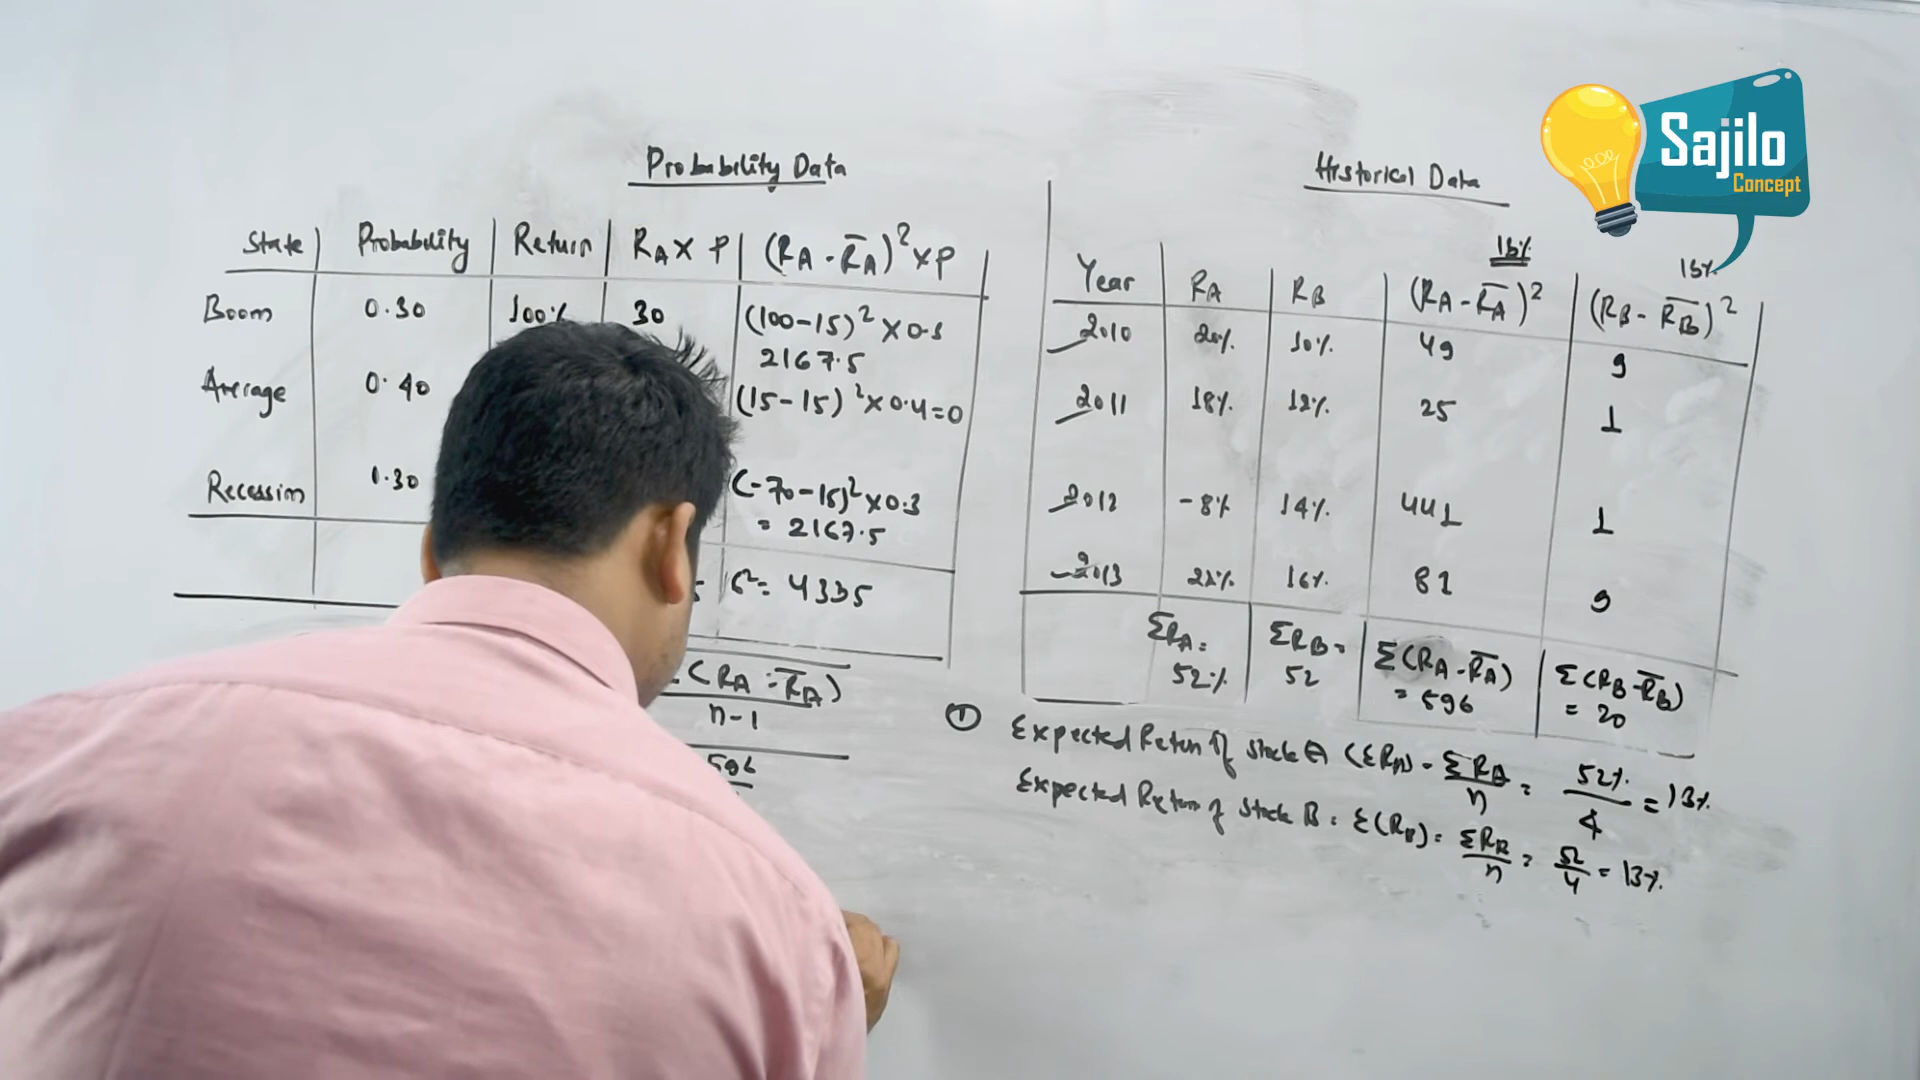 Sajilo
Concept
Probability Data
State Probability Return RA x P (RA - R̅A)² x P
Boom 0.30 100% 30 (100-15)² x 0.3
2167.5
Average 0.40 (15-15)² x 0.4 = 0
Recession 0.30 (-70-15)² x 0.3
= 2167.5
σ² = 4335
(RA - R̅A)
n-1
596
Historical Data
13% 13%
Year RA RB (RA - R̅A)² (RB - R̅B)²
2010 20% 10% 49 9
2011 18% 12% 25 1
2012 -8% 14% 441 1
2013 22% 16% 81 9
ΣRA = ΣRB = Σ(RA - R̅A) Σ(RB - R̅B)
52% 52 = 596 = 20
① Expected Return of stock A (ΣRA) = ΣRA/n = 52%/4 = 13%
Expected Return of stock B = Σ(RB) = ΣRB/n = 52/4 = 13%